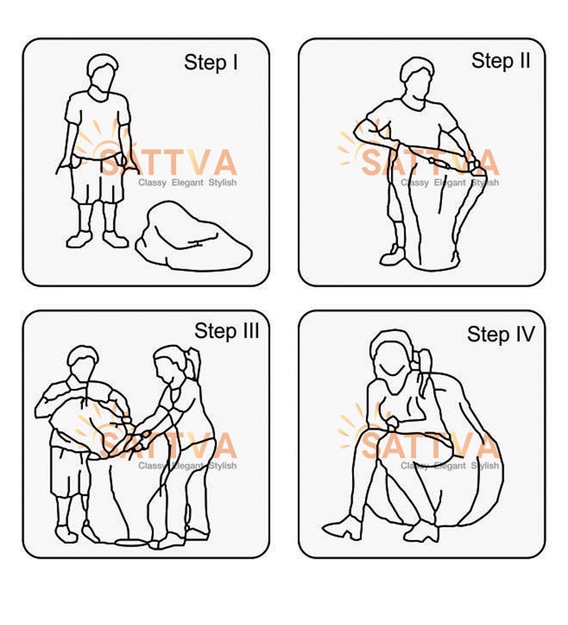 Step I
SATTVA
Classy Elegant Stylish
Step II
SATTVA
Classy Elegant Stylish
Step III
SATTVA
Classy Elegant Stylish
Step IV
SATTVA
Classy Elegant Stylish